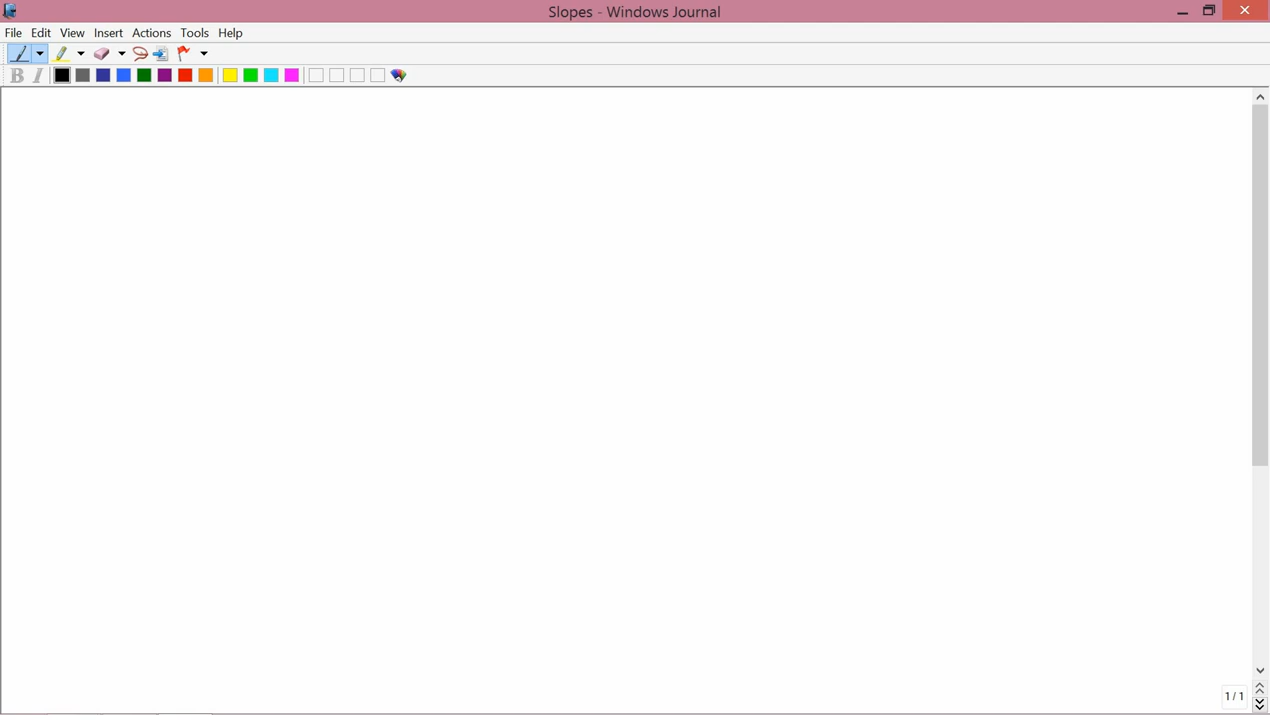 Slopes - Windows Journal
File Edit View Insert Actions Tools Help
B I
1 / 1